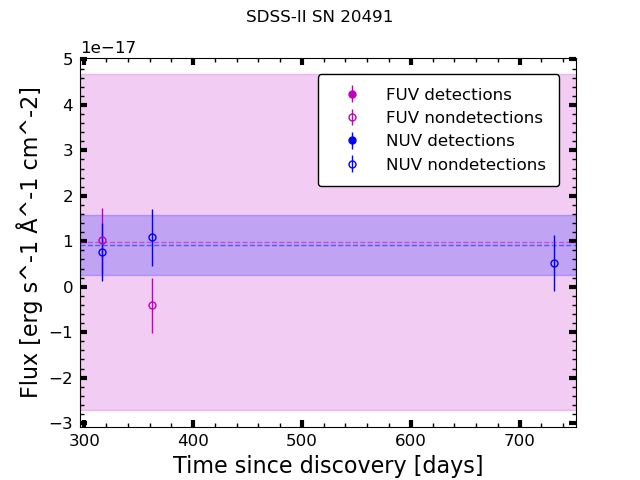 SDSS-II SN 20491
1e−17
5
4
3
2
1
0
−1
−2
−3
Flux [erg s^-1 Å^-1 cm^-2]
FUV detections
FUV nondetections
NUV detections
NUV nondetections
300 400 500 600 700
Time since discovery [days]